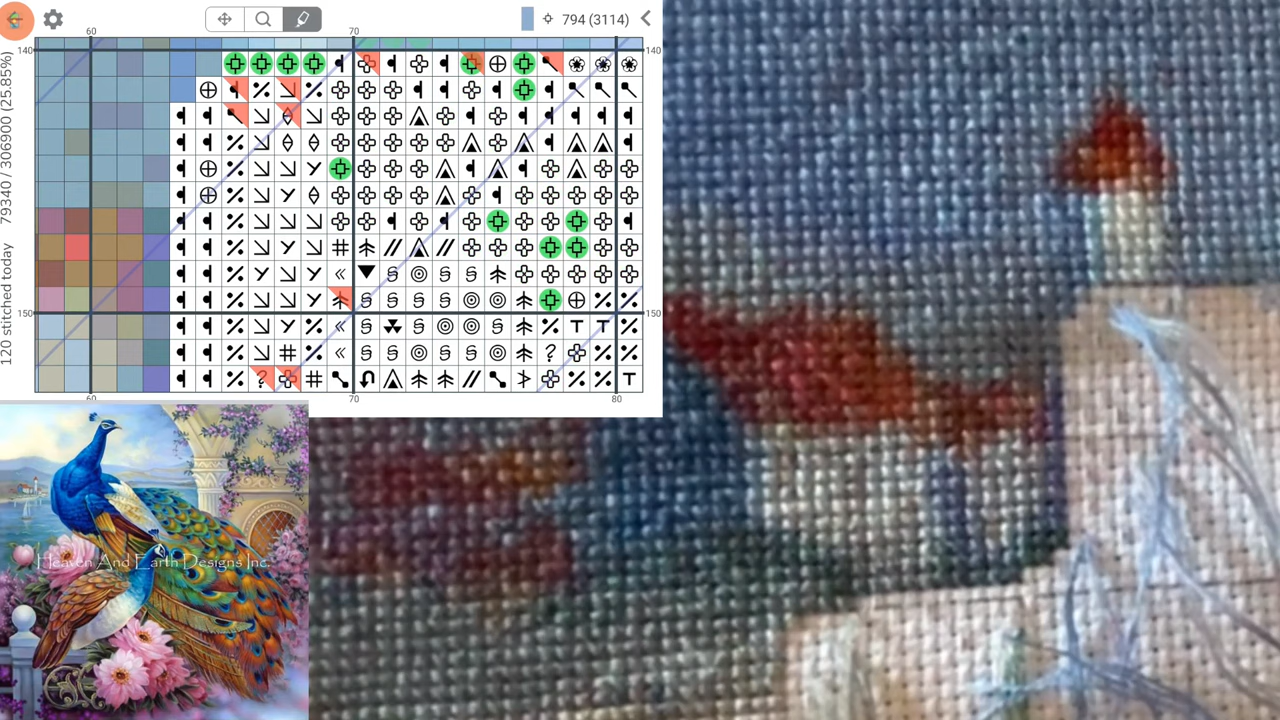 794 (3114)
60 70
140 140
79340 / 306900 (25.85%)
120 stitched today
150 150
60 70 80
Heaven And Earth Designs Inc.